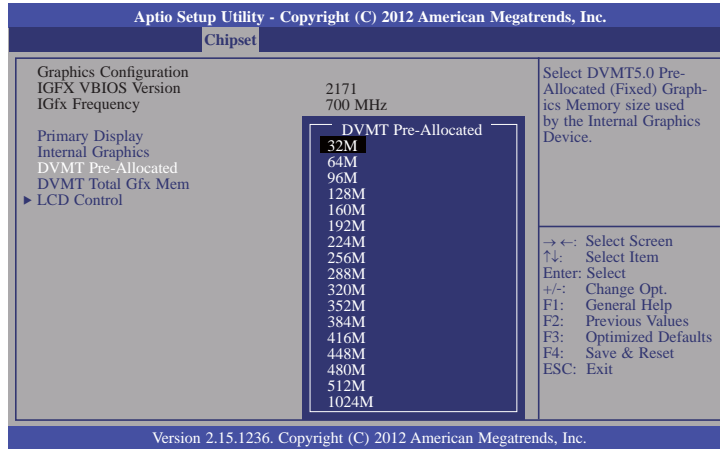 Aptio Setup Utility - Copyright (C) 2012 American Megatrends, Inc.
Chipset
Graphics Configuration
IGFX VBIOS Version 2171
IGfx Frequency 700 MHz
Primary Display
Internal Graphics
DVMT Pre-Allocated
DVMT Total Gfx Mem
▶ LCD Control
DVMT Pre-Allocated
32M
64M
96M
128M
160M
192M
224M
256M
288M
320M
352M
384M
416M
448M
480M
512M
1024M
Select DVMT5.0 Pre-
Allocated (Fixed) Graph-
ics Memory size used
by the Internal Graphics
Device.
→ ←: Select Screen
↑↓: Select Item
Enter: Select
+/-: Change Opt.
F1: General Help
F2: Previous Values
F3: Optimized Defaults
F4: Save & Reset
ESC: Exit
Version 2.15.1236. Copyright (C) 2012 American Megatrends, Inc.